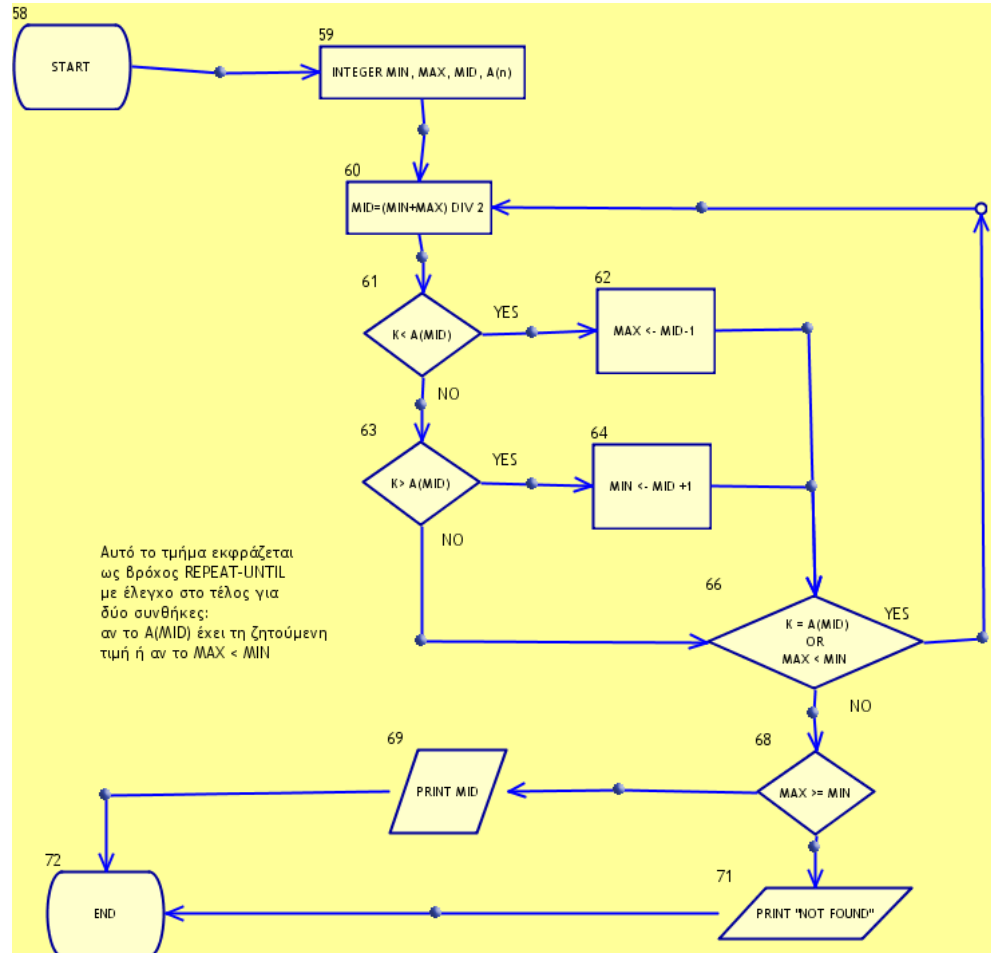 58
START
59
INTEGER MIN, MAX, MID, A(n)
60
MID=(MIN+MAX) DIV 2
61
K< A(MID)
YES
62
MAX <- MID-1
NO
63
K> A(MID)
YES
64
MIN <- MID +1
NO
Αυτό το τμήμα εκφράζεται
ως βρόχος REPEAT-UNTIL
με έλεγχο στο τέλος για
δύο συνθήκες:
αν το A(MID) έχει τη ζητούμενη
τιμή ή αν το MAX < MIN
66
K = A(MID)
OR
MAX < MIN
YES
NO
68
MAX >= MIN
69
PRINT MID
71
PRINT "NOT FOUND"
72
END